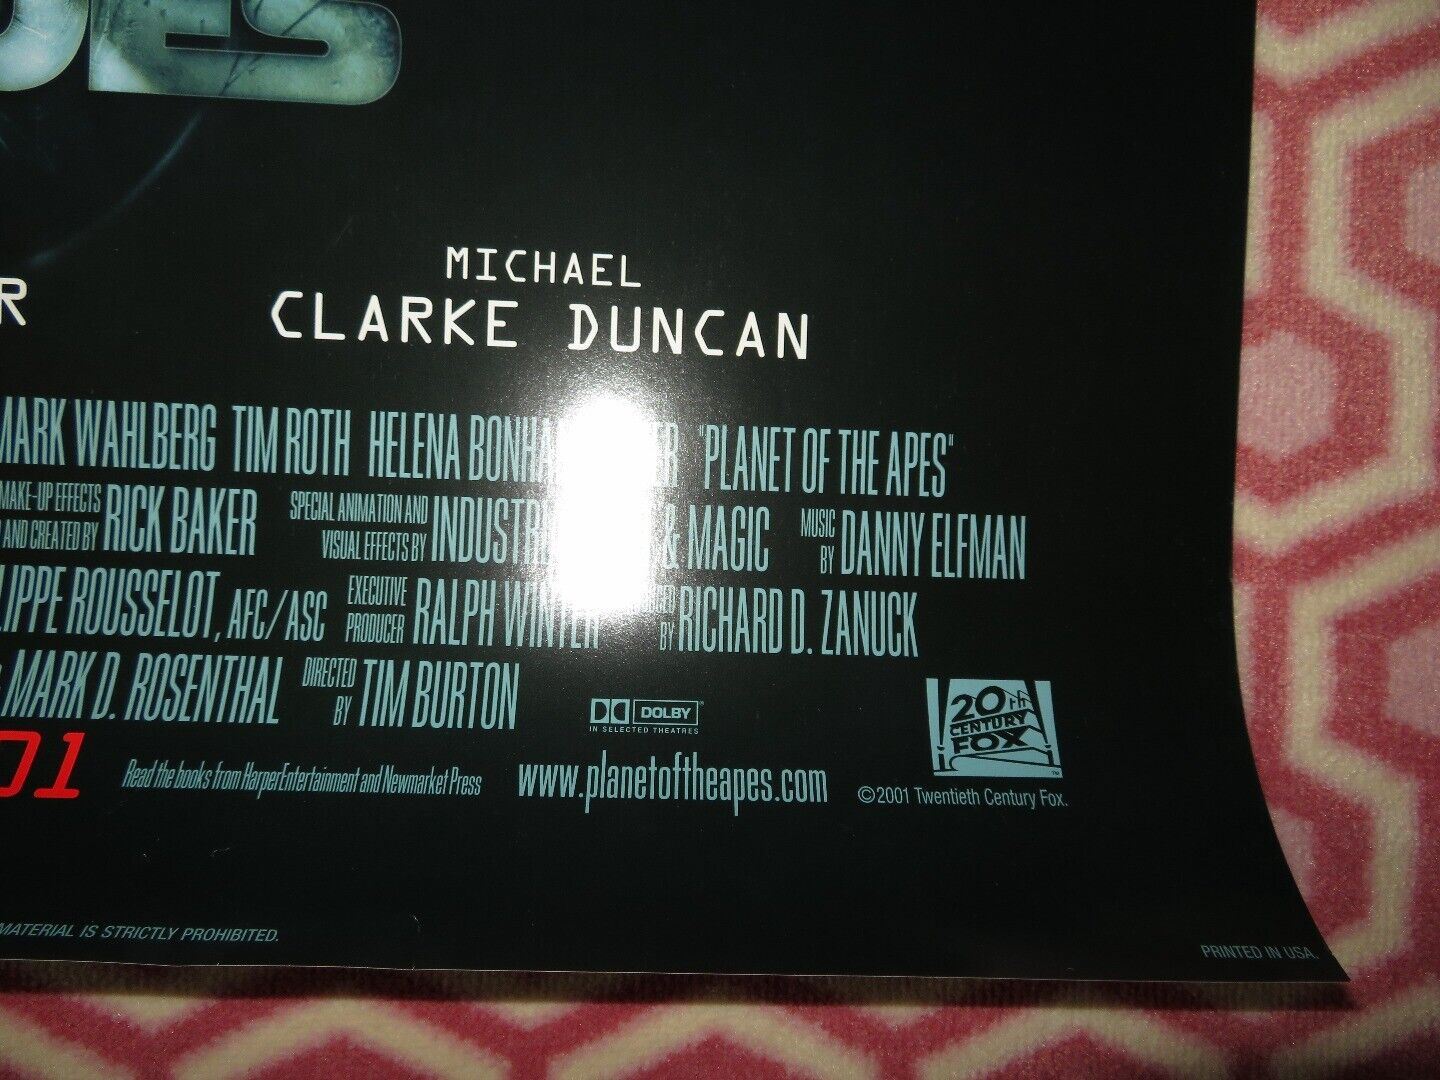 MICHAEL
CLARKE DUNCAN
MARK WAHLBERG TIM ROTH HELENA "PLANET OF THE APES"
MAKE-UP EFFECTS AND CREATED BY RICK BAKER SPECIAL ANIMATION AND VISUAL EFFECTS BY & MAGIC MUSIC BY DANNY ELFMAN
ROUSSELOT, AFC/ASC EXECUTIVE PRODUCER RALPH WINTER BY RICHARD D. ZANUCK
MARK D. ROSENTHAL DIRECTED BY TIM BURTON
DOLBY
IN SELECTED THEATRES
20TH
CENTURY
FOX
TM
Read the books from HarperEntertainment and Newmarket Press www.planetoftheapes.com ©2001 Twentieth Century Fox.
MATERIAL IS STRICTLY PROHIBITED.
PRINTED IN USA.